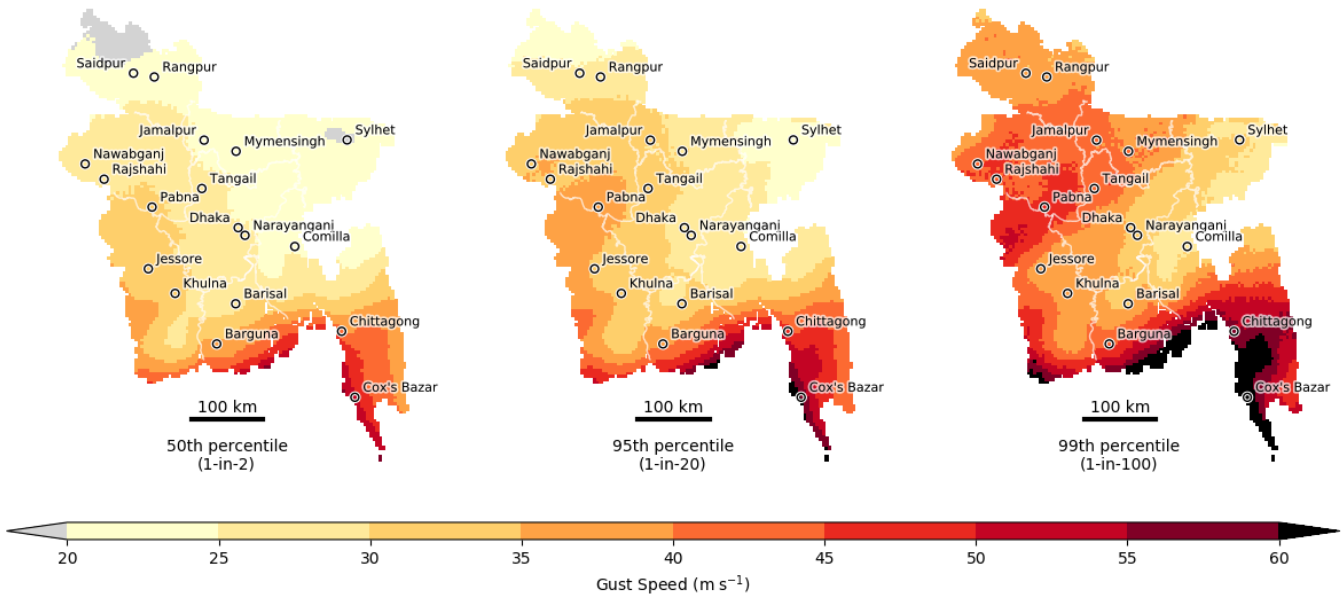 Saidpur
Rangpur
Jamalpur
Mymensingh
Sylhet
Nawabganj
Rajshahi
Tangail
Pabna
Dhaka
Narayangani
Comilla
Jessore
Khulna
Barisal
Barguna
Chittagong
Cox's Bazar
100 km
50th percentile
(1-in-2)
Saidpur
Rangpur
Jamalpur
Mymensingh
Sylhet
Nawabganj
Rajshahi
Tangail
Pabna
Dhaka
Narayangani
Comilla
Jessore
Khulna
Barisal
Barguna
Chittagong
Cox's Bazar
100 km
95th percentile
(1-in-20)
Saidpur
Rangpur
Jamalpur
Mymensingh
Sylhet
Nawabganj
Rajshahi
Tangail
Pabna
Dhaka
Narayangani
Comilla
Jessore
Khulna
Barisal
Barguna
Chittagong
Cox's Bazar
100 km
99th percentile
(1-in-100)
20 25 30 35 40 45 50 55 60
Gust Speed (m s⁻¹)